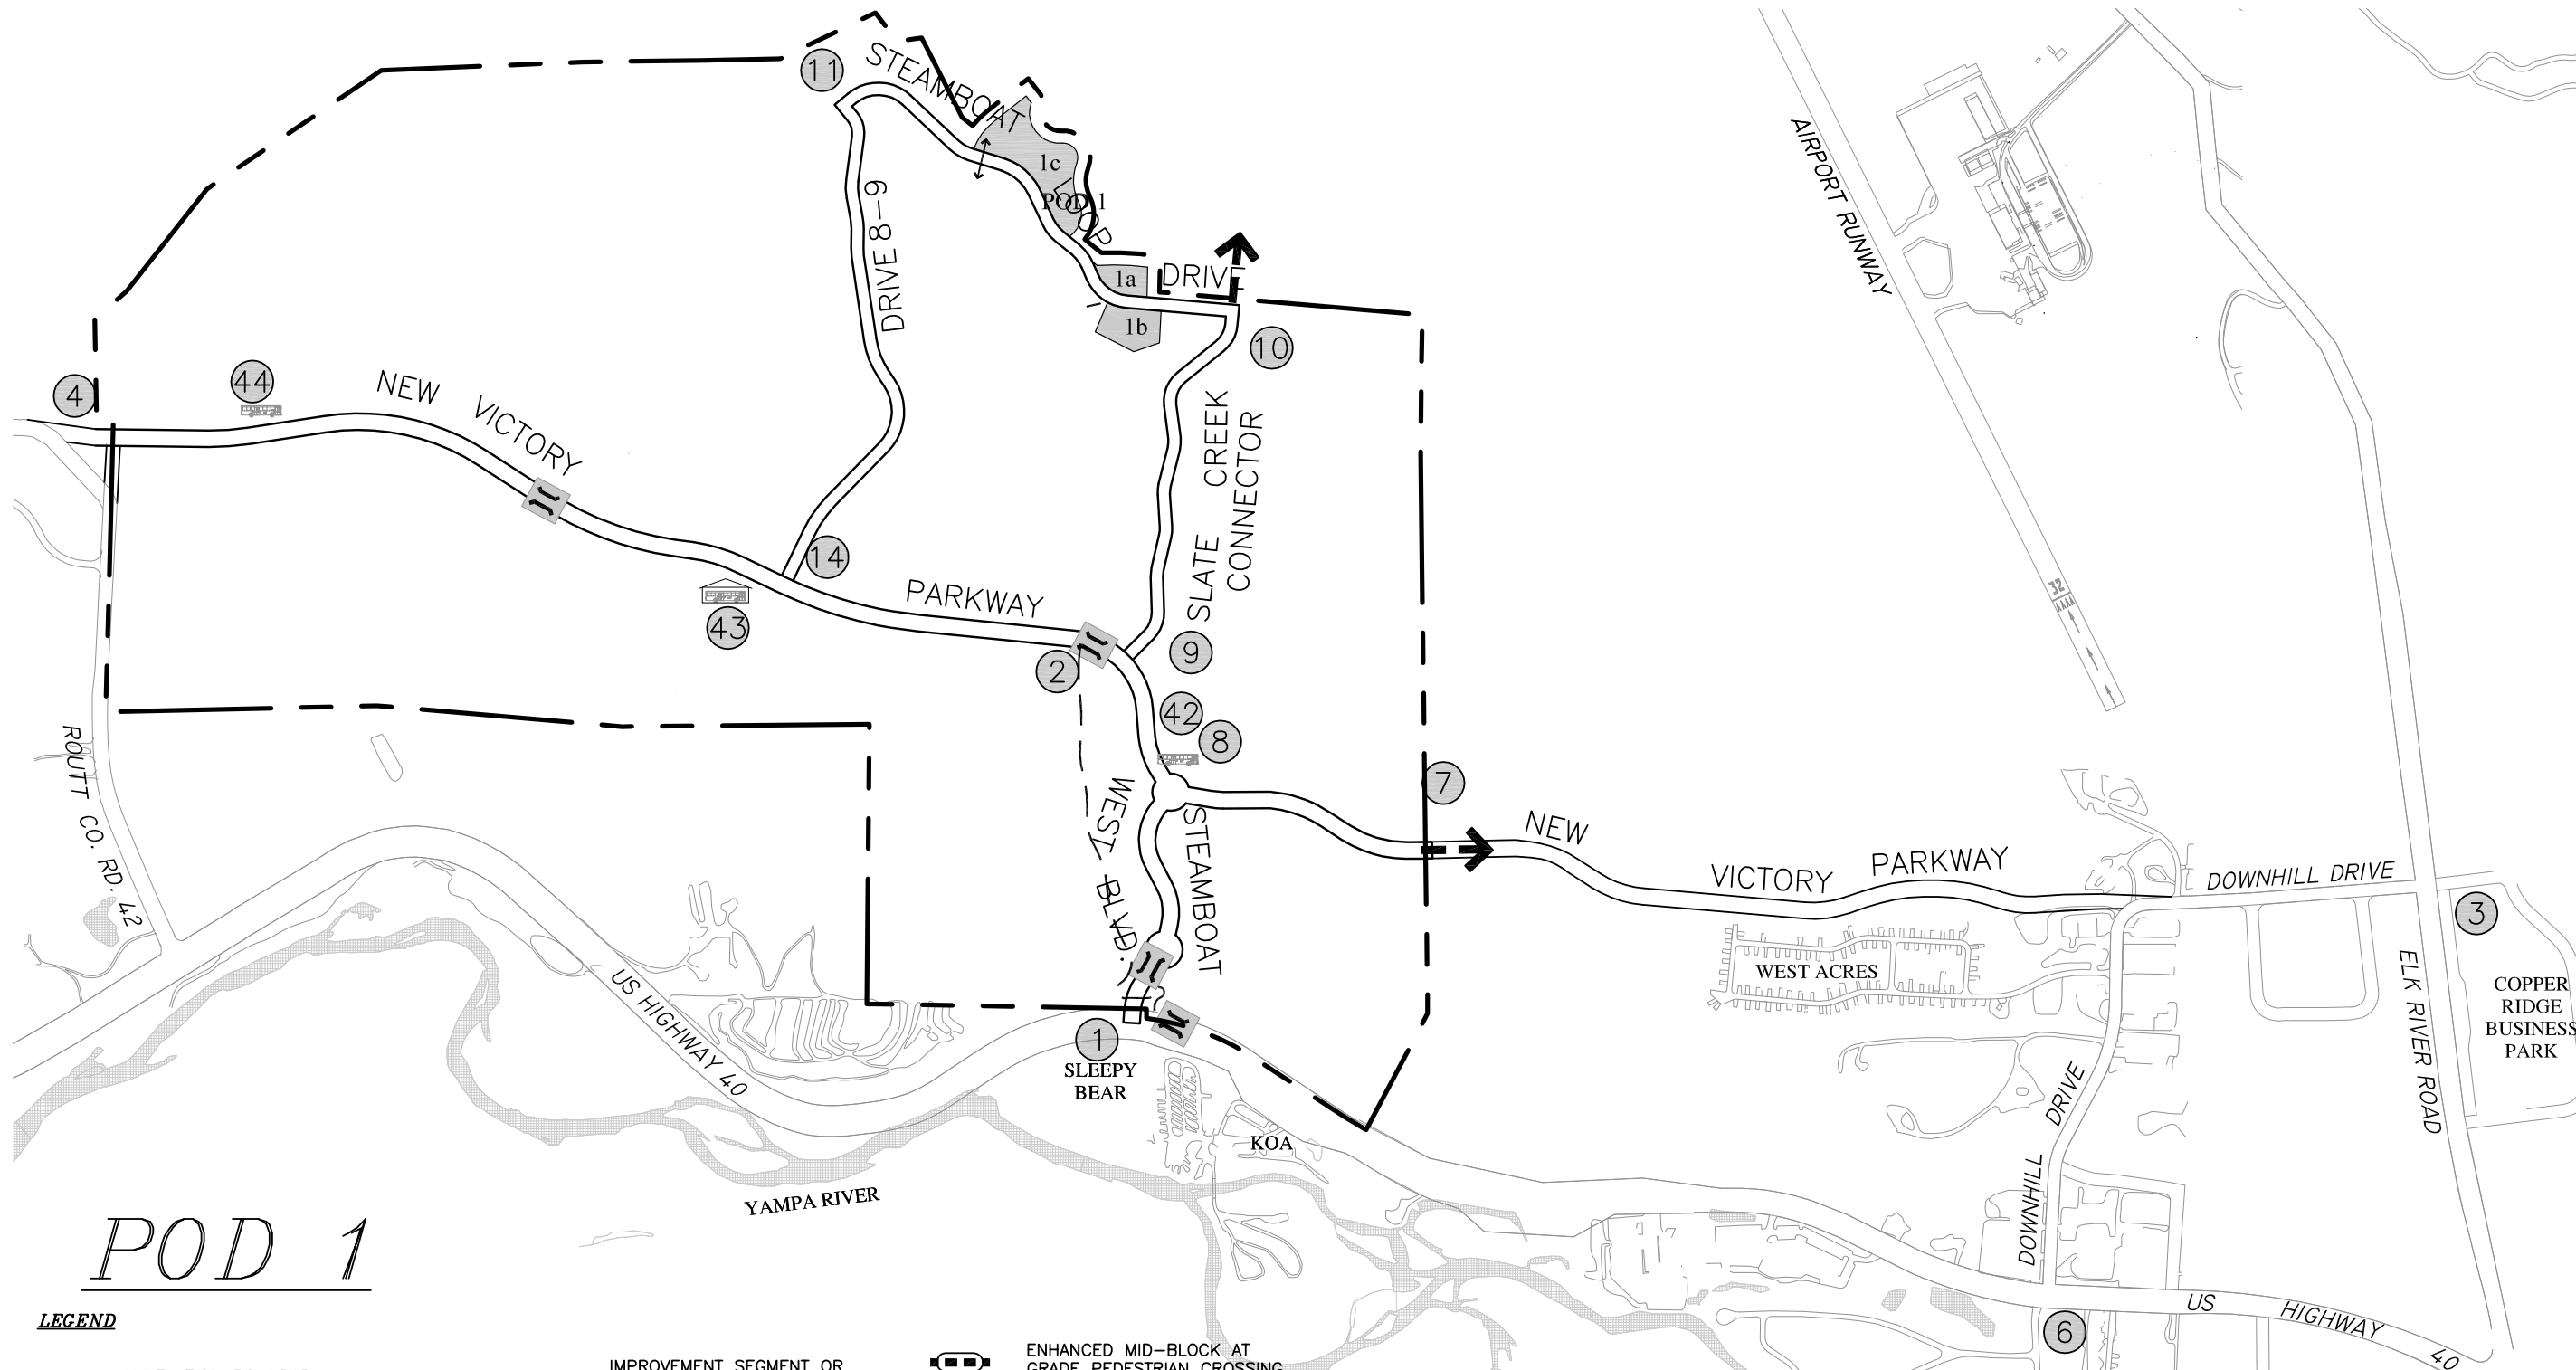 11
STEAMBOAT
1c
LOOP
POD 1
DRIVE
1a
1b
10
DRIVE 8-9
AIRPORT RUNWAY
4
44
NEW VICTORY
SLATE CREEK
CONNECTOR
14
PARKWAY
43
2
9
32
42
8
7
ROUTT CO. RD. 42
WEST BLVD.
STEAMBOAT
NEW
VICTORY PARKWAY
DOWNHILL DRIVE
3
WEST ACRES
ELK RIVER ROAD
COPPER
RIDGE
BUSINESS
PARK
US HIGHWAY 40
1
SLEEPY
BEAR
KOA
DOWNHILL DRIVE
YAMPA RIVER
POD 1
US HIGHWAY 40
6
LEGEND
IMPROVEMENT SEGMENT OR
ENHANCED MID-BLOCK AT
GRADE PEDESTRIAN CROSSING